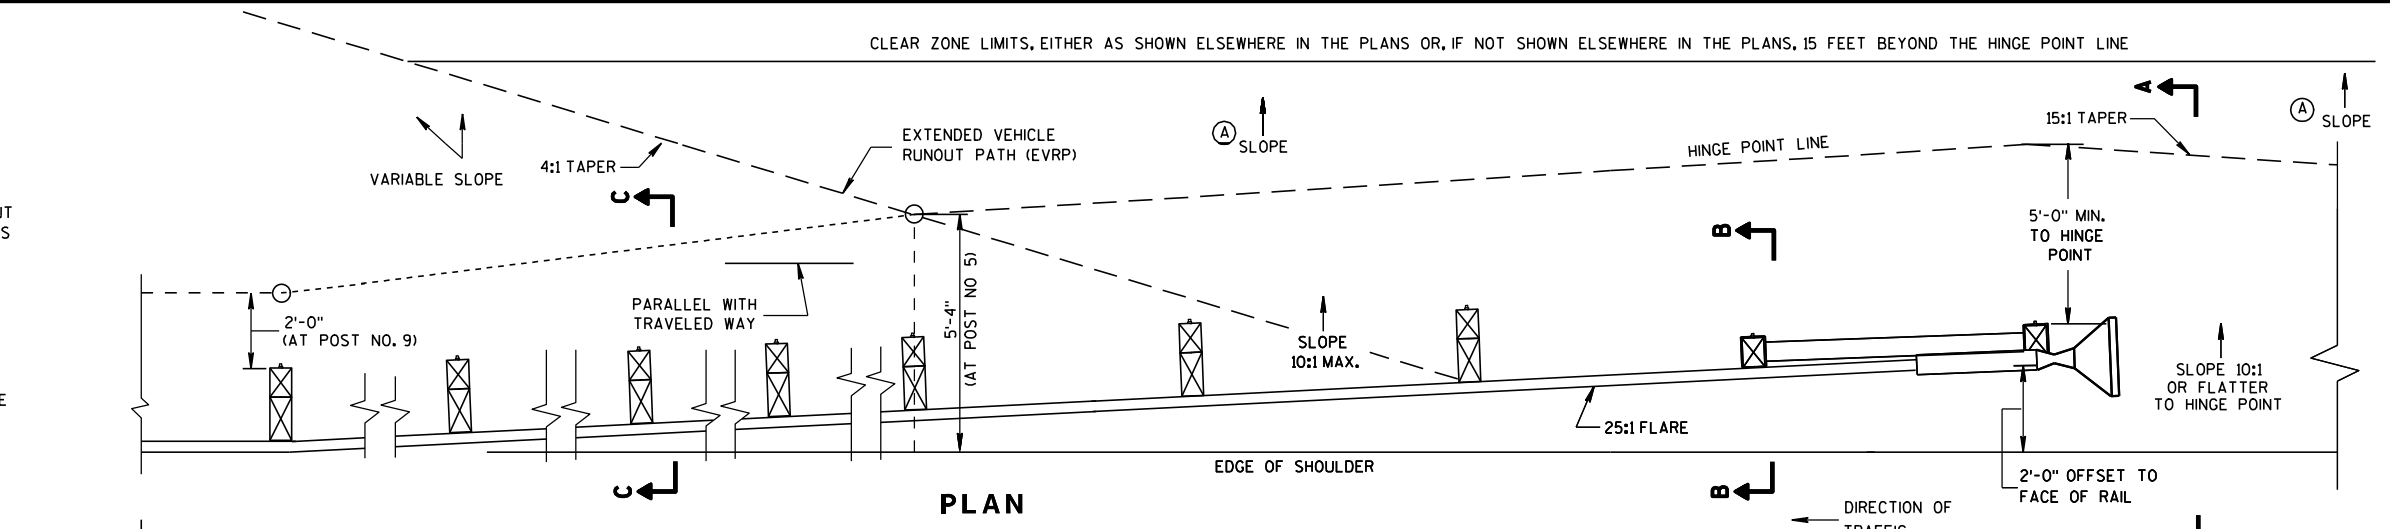 CLEAR ZONE LIMITS, EITHER AS SHOWN ELSEWHERE IN THE PLANS OR, IF NOT SHOWN ELSEWHERE IN THE PLANS, 15 FEET BEYOND THE HINGE POINT LINE
A
A
SLOPE
15:1 TAPER
A
SLOPE
EXTENDED VEHICLE
RUNOUT PATH (EVRP)
HINGE POINT LINE
4:1 TAPER
VARIABLE SLOPE
C
S
B
5'-0" MIN.
TO HINGE
POINT
PARALLEL WITH
TRAVELED WAY
5'-4"
(AT POST NO 5)
2'-0"
(AT POST NO. 9)
SLOPE
10:1 MAX.
SLOPE 10:1
OR FLATTER
TO HINGE POINT
E
25:1 FLARE
EDGE OF SHOULDER
C
B
2'-0" OFFSET TO
FACE OF RAIL
PLAN
DIRECTION OF
TRAFFIC